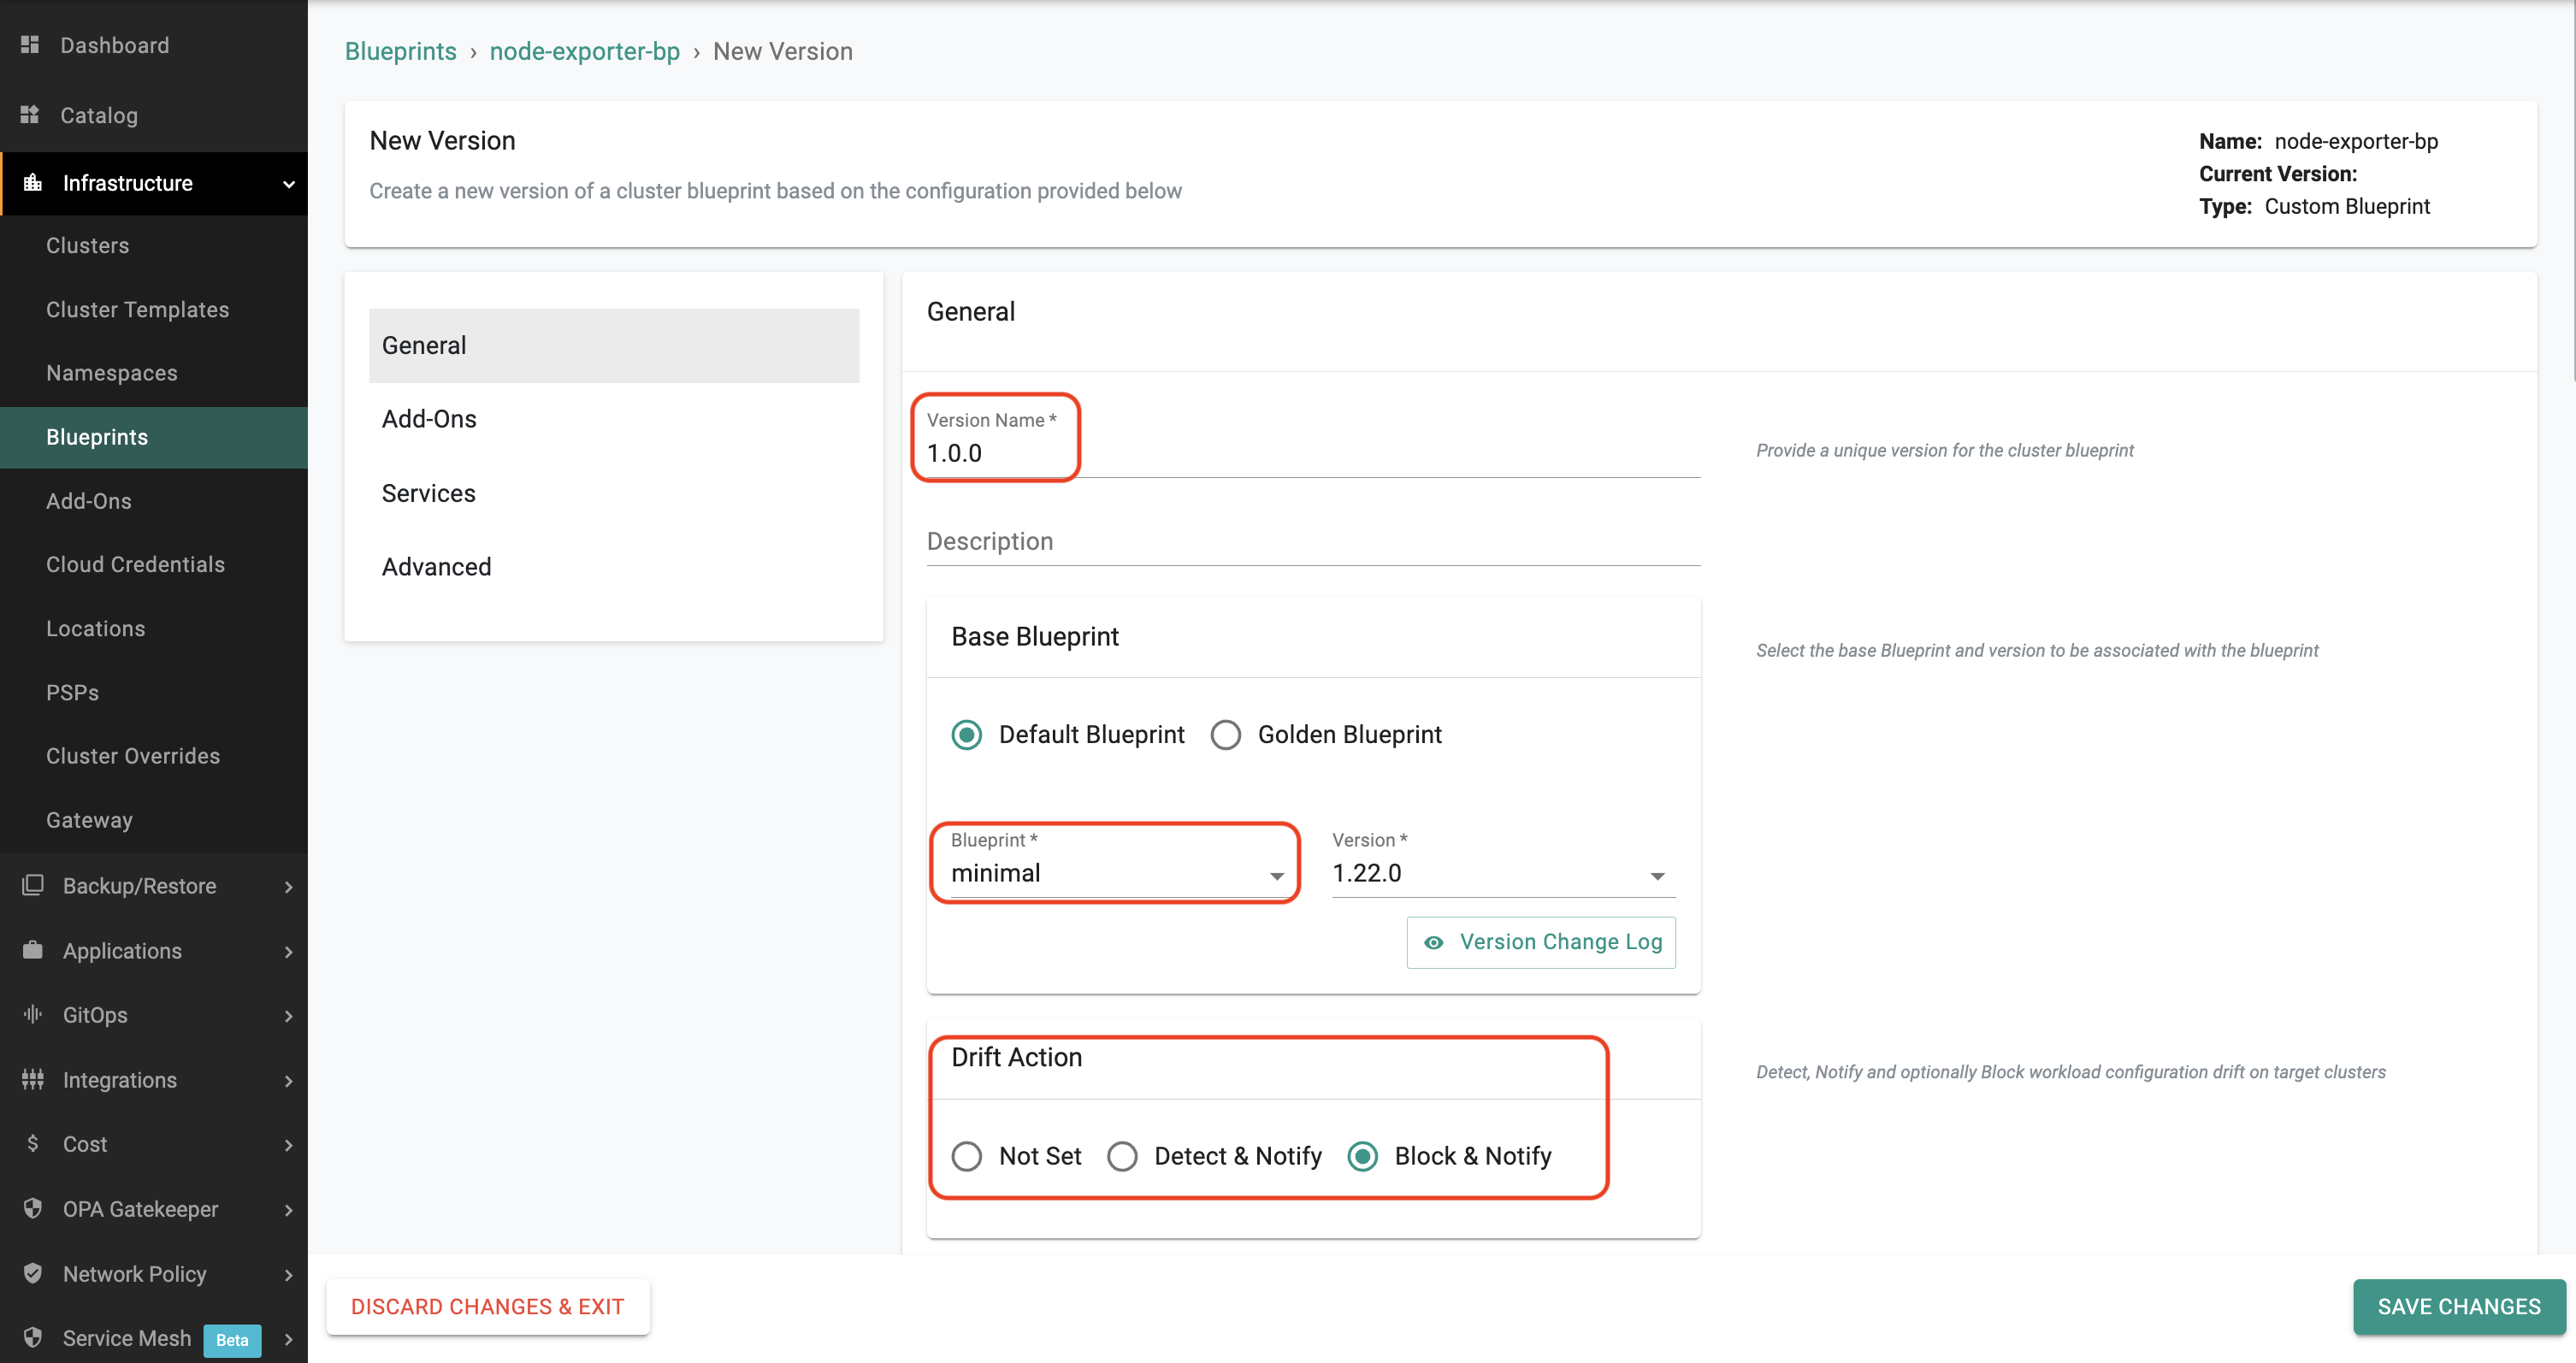 Dashboard
Catalog
Infrastructure
Clusters
Cluster Templates
Namespaces
Blueprints
Add-Ons
Cloud Credentials
Locations
PSPs
Cluster Overrides
Gateway
Backup/Restore
Applications
GitOps
Integrations
Cost
OPA Gatekeeper
Network Policy
Service Mesh Beta
Blueprints › node-exporter-bp › New Version
New Version
Create a new version of a cluster blueprint based on the configuration provided below
Name: node-exporter-bp
Current Version:
Type: Custom Blueprint
General
Add-Ons
Services
Advanced
General
Version Name *
1.0.0
Provide a unique version for the cluster blueprint
Description
Base Blueprint
Select the base Blueprint and version to be associated with the blueprint
Default Blueprint Golden Blueprint
Blueprint * Version *
minimal 1.22.0
Version Change Log
Drift Action
Detect, Notify and optionally Block workload configuration drift on target clusters
Not Set Detect & Notify Block & Notify
DISCARD CHANGES & EXIT
SAVE CHANGES